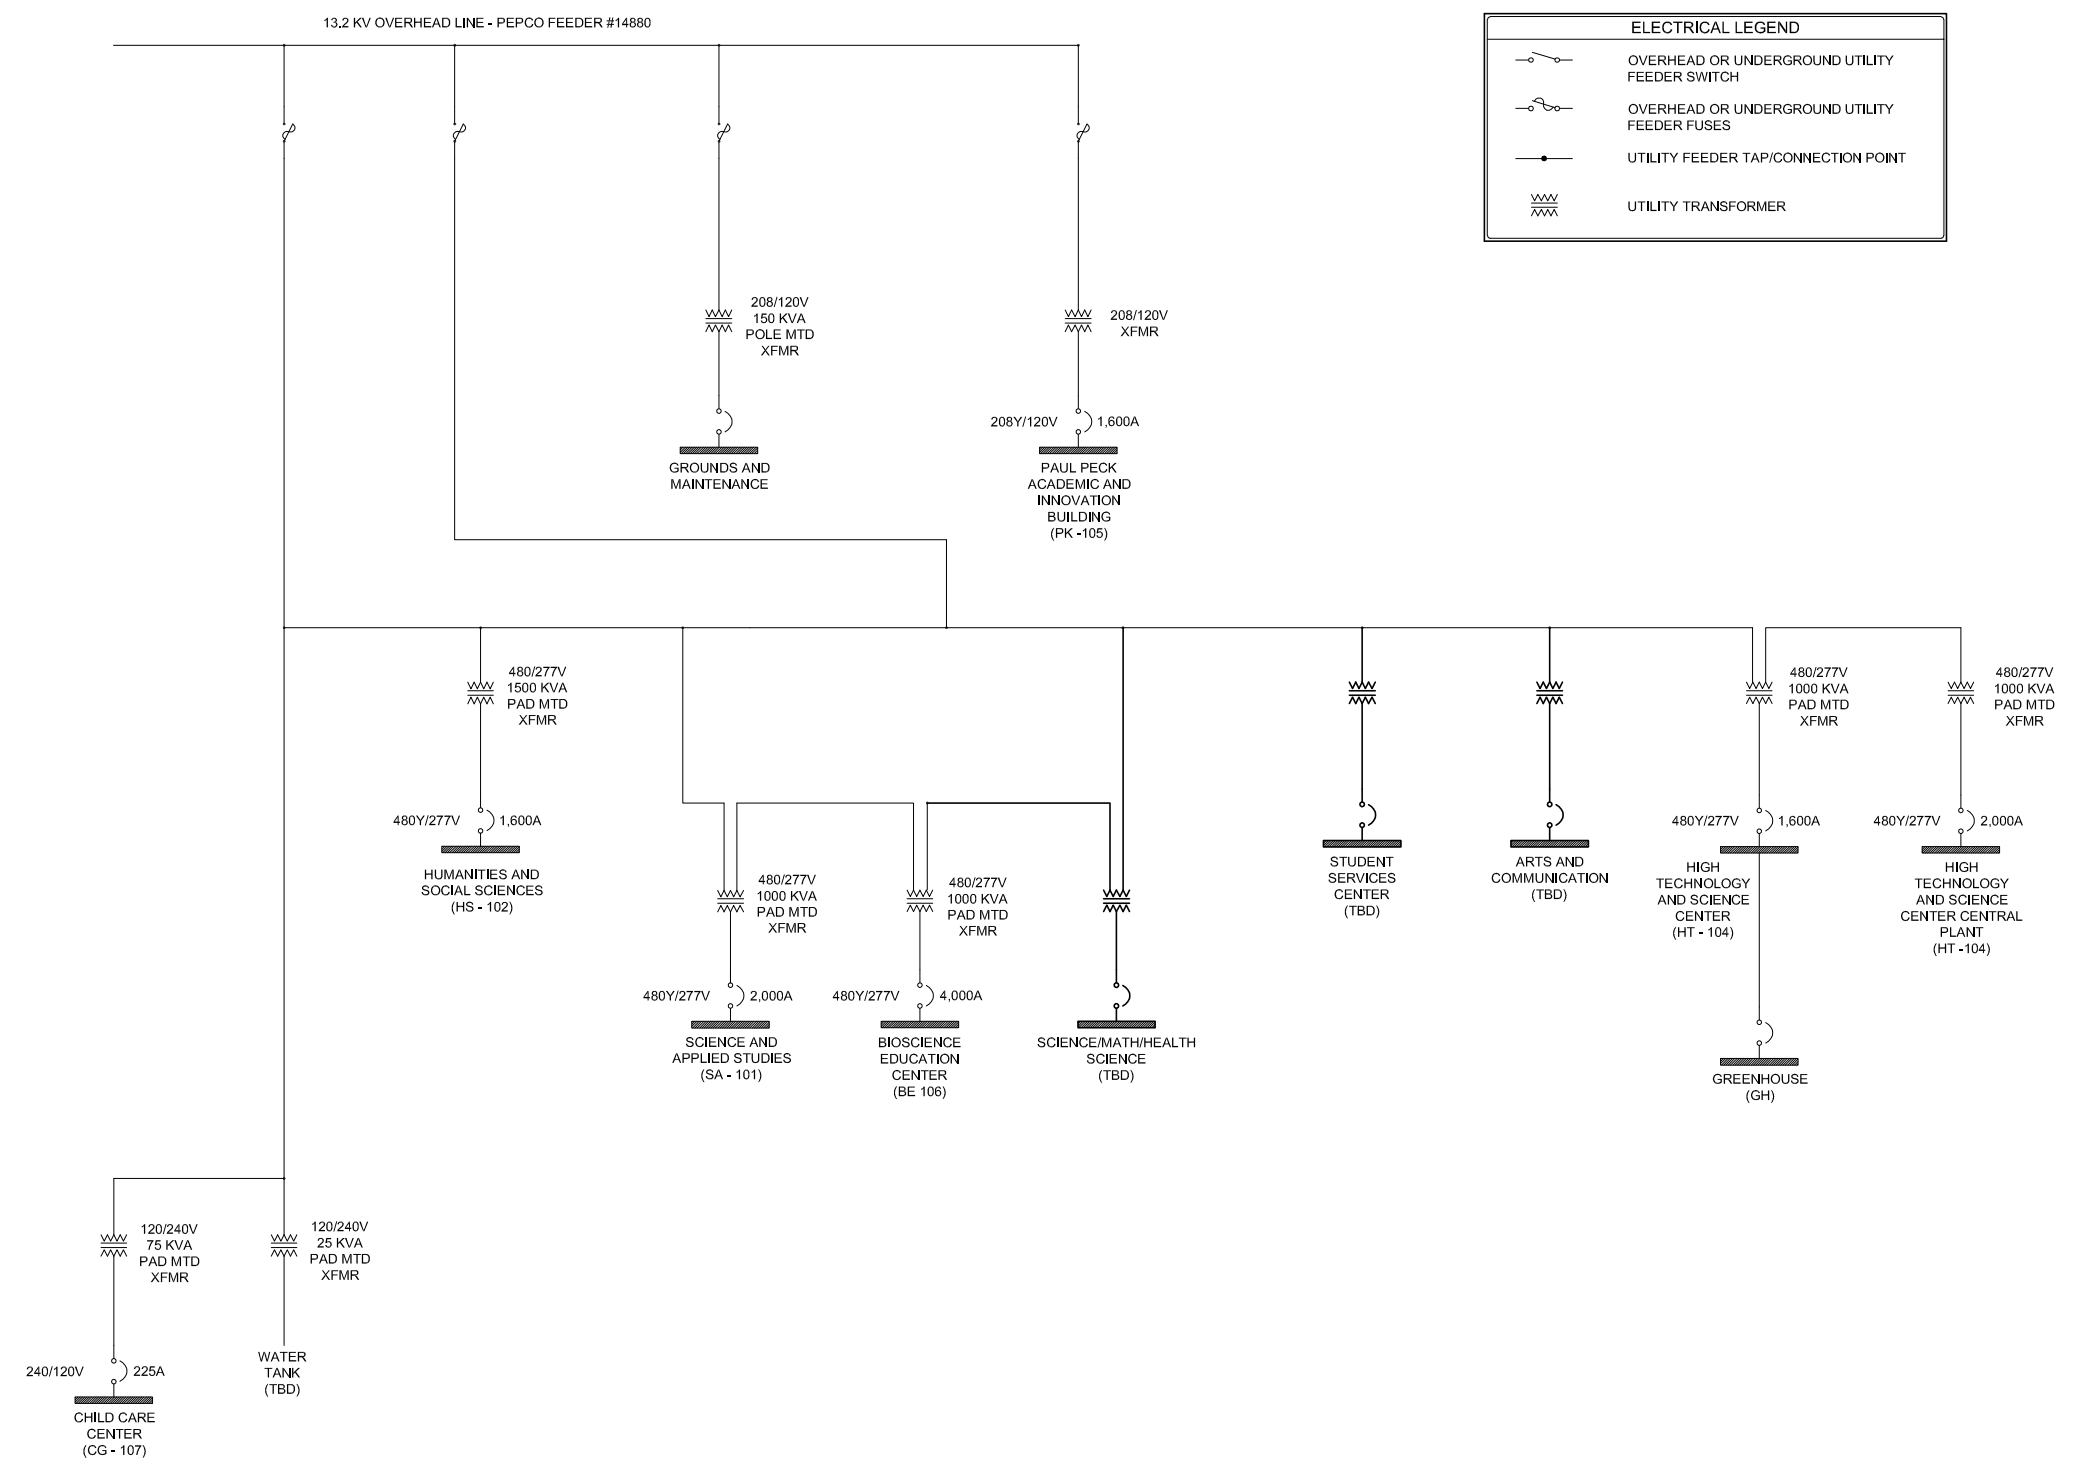 13.2 KV OVERHEAD LINE - PEPCO FEEDER #14880
ELECTRICAL LEGEND
OVERHEAD OR UNDERGROUND UTILITY
FEEDER SWITCH
OVERHEAD OR UNDERGROUND UTILITY
FEEDER FUSES
UTILITY FEEDER TAP/CONNECTION POINT
UTILITY TRANSFORMER
208/120V
150 KVA
POLE MTD
XFMR
208/120V
XFMR
208Y/120V
1,600A
GROUNDS AND
MAINTENANCE
PAUL PECK
ACADEMIC AND
INNOVATION
BUILDING
(PK -105)
480/277V
1500 KVA
PAD MTD
XFMR
480Y/277V
1,600A
HUMANITIES AND
SOCIAL SCIENCES
(HS - 102)
480/277V
1000 KVA
PAD MTD
XFMR
480Y/277V
2,000A
SCIENCE AND
APPLIED STUDIES
(SA - 101)
480/277V
1000 KVA
PAD MTD
XFMR
480Y/277V
4,000A
BIOSCIENCE
EDUCATION
CENTER
(BE 106)
SCIENCE/MATH/HEALTH
SCIENCE
(TBD)
STUDENT
SERVICES
CENTER
(TBD)
ARTS AND
COMMUNICATION
(TBD)
480/277V
1000 KVA
PAD MTD
XFMR
480Y/277V
1,600A
HIGH
TECHNOLOGY
AND SCIENCE
CENTER
(HT - 104)
GREENHOUSE
(GH)
480/277V
1000 KVA
PAD MTD
XFMR
480Y/277V
2,000A
HIGH
TECHNOLOGY
AND SCIENCE
CENTER CENTRAL
PLANT
(HT -104)
120/240V
75 KVA
PAD MTD
XFMR
240/120V
225A
CHILD CARE
CENTER
(CG - 107)
120/240V
25 KVA
PAD MTD
XFMR
WATER
TANK
(TBD)